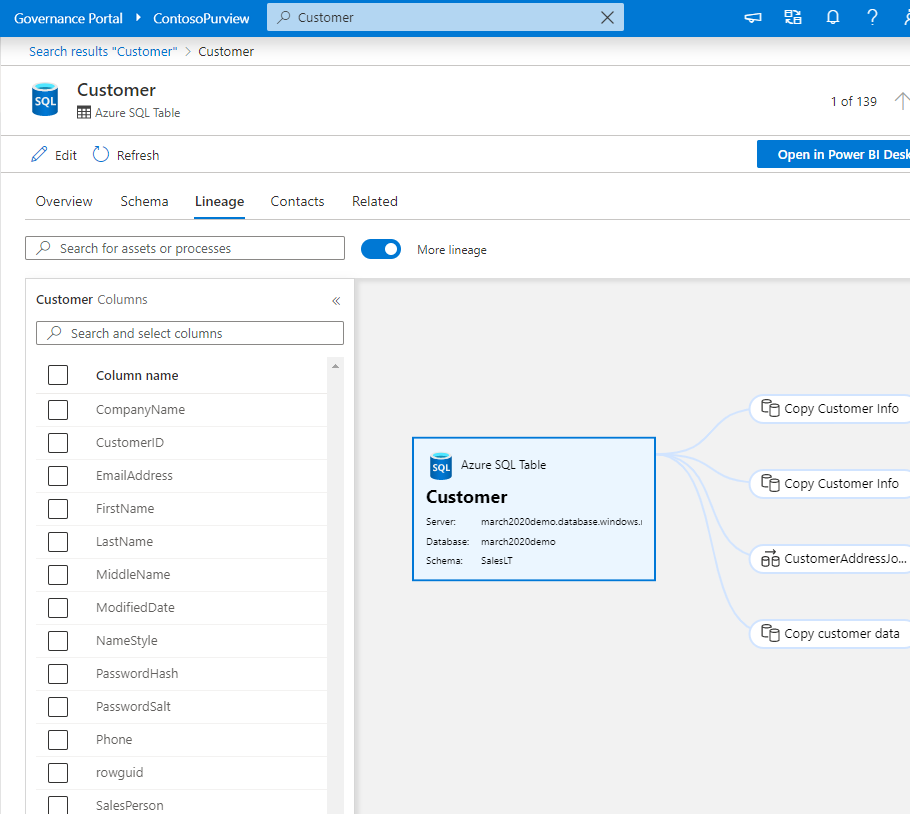 Governance Portal ContosoPurview Customer
Search results "Customer" > Customer
SQL
Customer
Azure SQL Table
1 of 139
Edit Refresh
Open in Power BI Desk
Overview Schema Lineage Contacts Related
Search for assets or processes More lineage
Customer Columns «
Search and select columns
Column name
CompanyName
CustomerID
EmailAddress
FirstName
LastName
MiddleName
ModifiedDate
NameStyle
PasswordHash
PasswordSalt
Phone
rowguid
SalesPerson
SQL Azure SQL Table
Customer
Server: march2020demo.database.windows.
Database: march2020demo
Schema: SalesLT
Copy Customer Info
Copy Customer Info
CustomerAddressJo...
Copy customer data